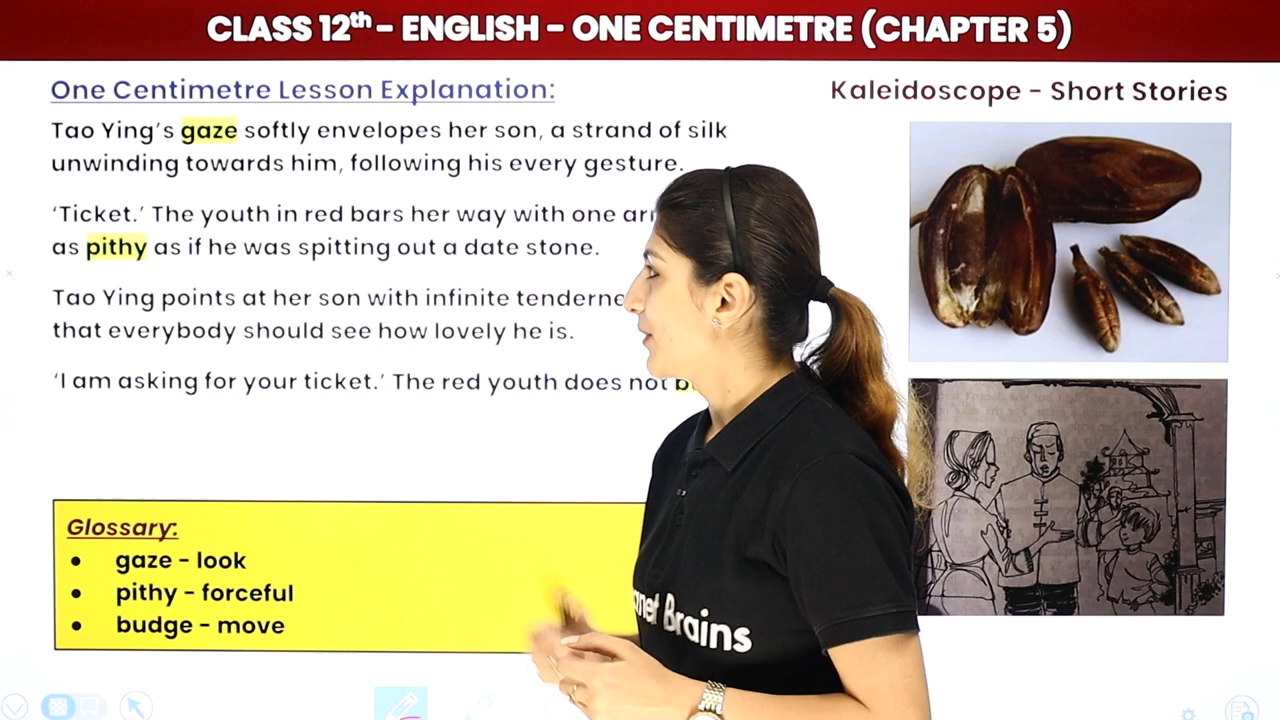 CLASS 12th - ENGLISH - ONE CENTIMETRE (CHAPTER 5)
One Centimetre Lesson Explanation:
Kaleidoscope - Short Stories
Tao Ying's gaze softly envelopes her son, a strand of silk
unwinding towards him, following his every gesture.
'Ticket.' The youth in red bars her way with one
as pithy as if he was spitting out a date stone.
Tao Ying points at her son with infinite
that everybody should see how lovely he is.
'I am asking for your ticket.' The red youth does not
Glossary:
• gaze - look
• pithy - forceful
• budge - move
Brains